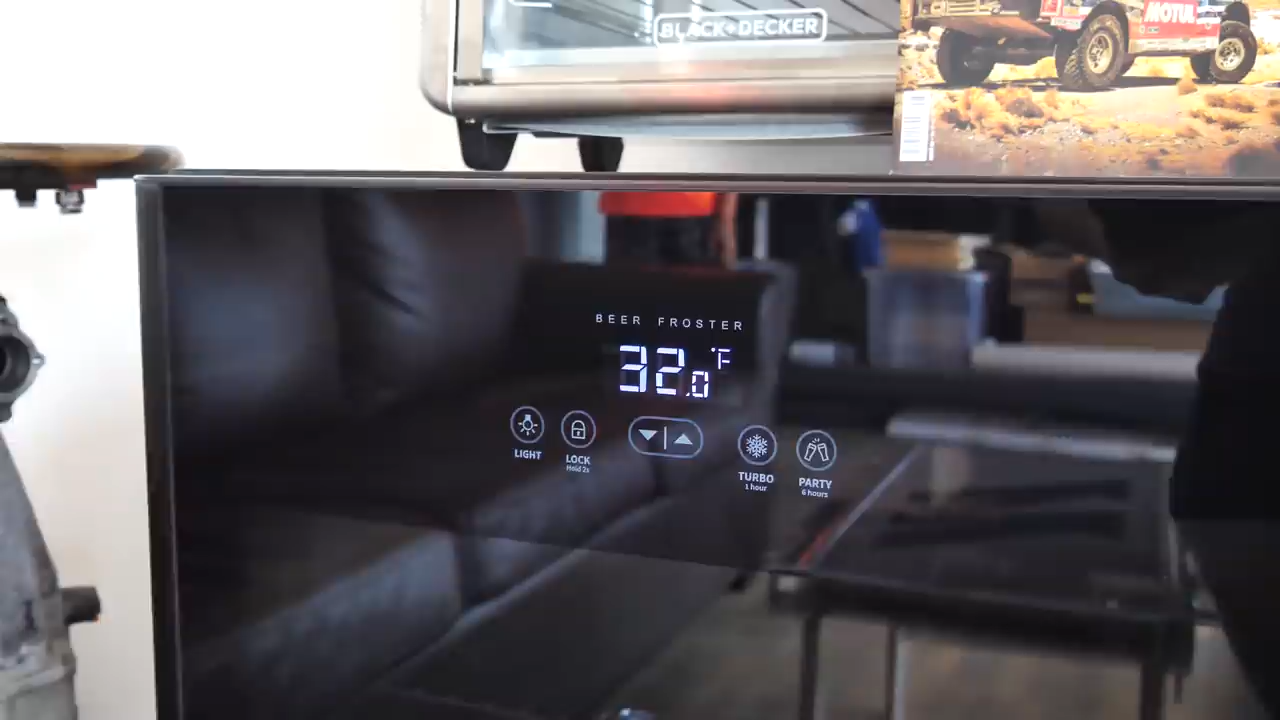 BLACK+DECKER
MOTUL
BEER FROSTER
32.0°F
LIGHT
LOCK
Hold 2s
TURBO
1 hour
PARTY
6 hours